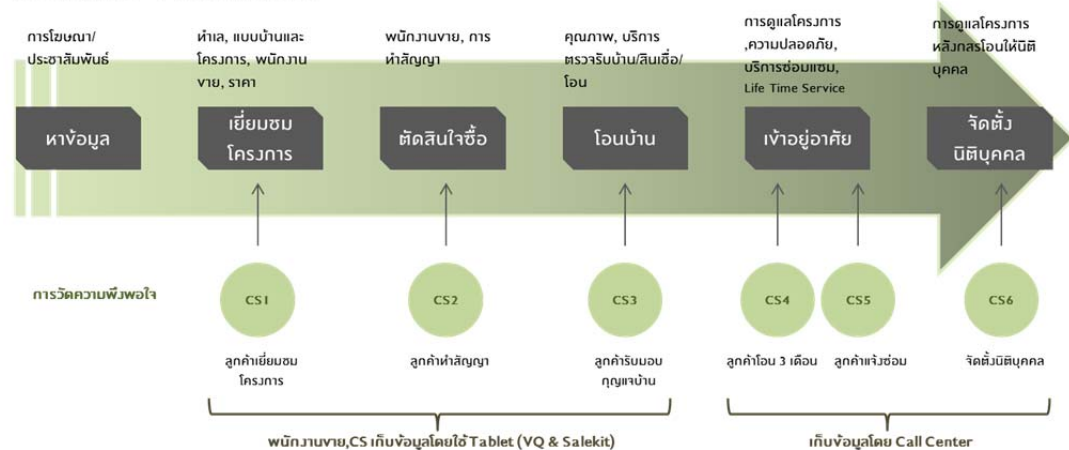 การโฆษณา/
ประชาสัมพันธ์
ทำเล, แบบบ้านและ
โครงการ, พนักงาน
ขาย, ราคา
พนักงานขาย, การ
ทำสัญญา
คุณภาพ, บริการ
ตรวจรับบ้าน/สินเชื่อ/
โอน
การดูแลโครงการ
,ความปลอดภัย,
บริการซ่อมแซม,
Life Time Service
การดูแลโครงการ
หลังกสรโอนให้นิติ
บุคคล
หาข้อมูล
เยี่ยมชม
โครงการ
ตัดสินใจซื้อ
โอนบ้าน
เข้าอยู่อาศัย
จัดตั้ง
นิติบุคคล
การวัดความพึงพอใจ
CS1
CS2
CS3
CS4
CS5
CS6
ลูกค้าเยี่ยมชม
โครงการ
ลูกค้าทำสัญญา
ลูกค้ารับมอบ
กุญแจบ้าน
ลูกค้าโอน 3 เดือน
ลูกค้าแจ้งซ่อม
จัดตั้งนิติบุคคล
พนักงานขาย,CS เก็บข้อมูลโดยใช้ Tablet (VQ & Salekit)
เก็บข้อมูลโดย Call Center